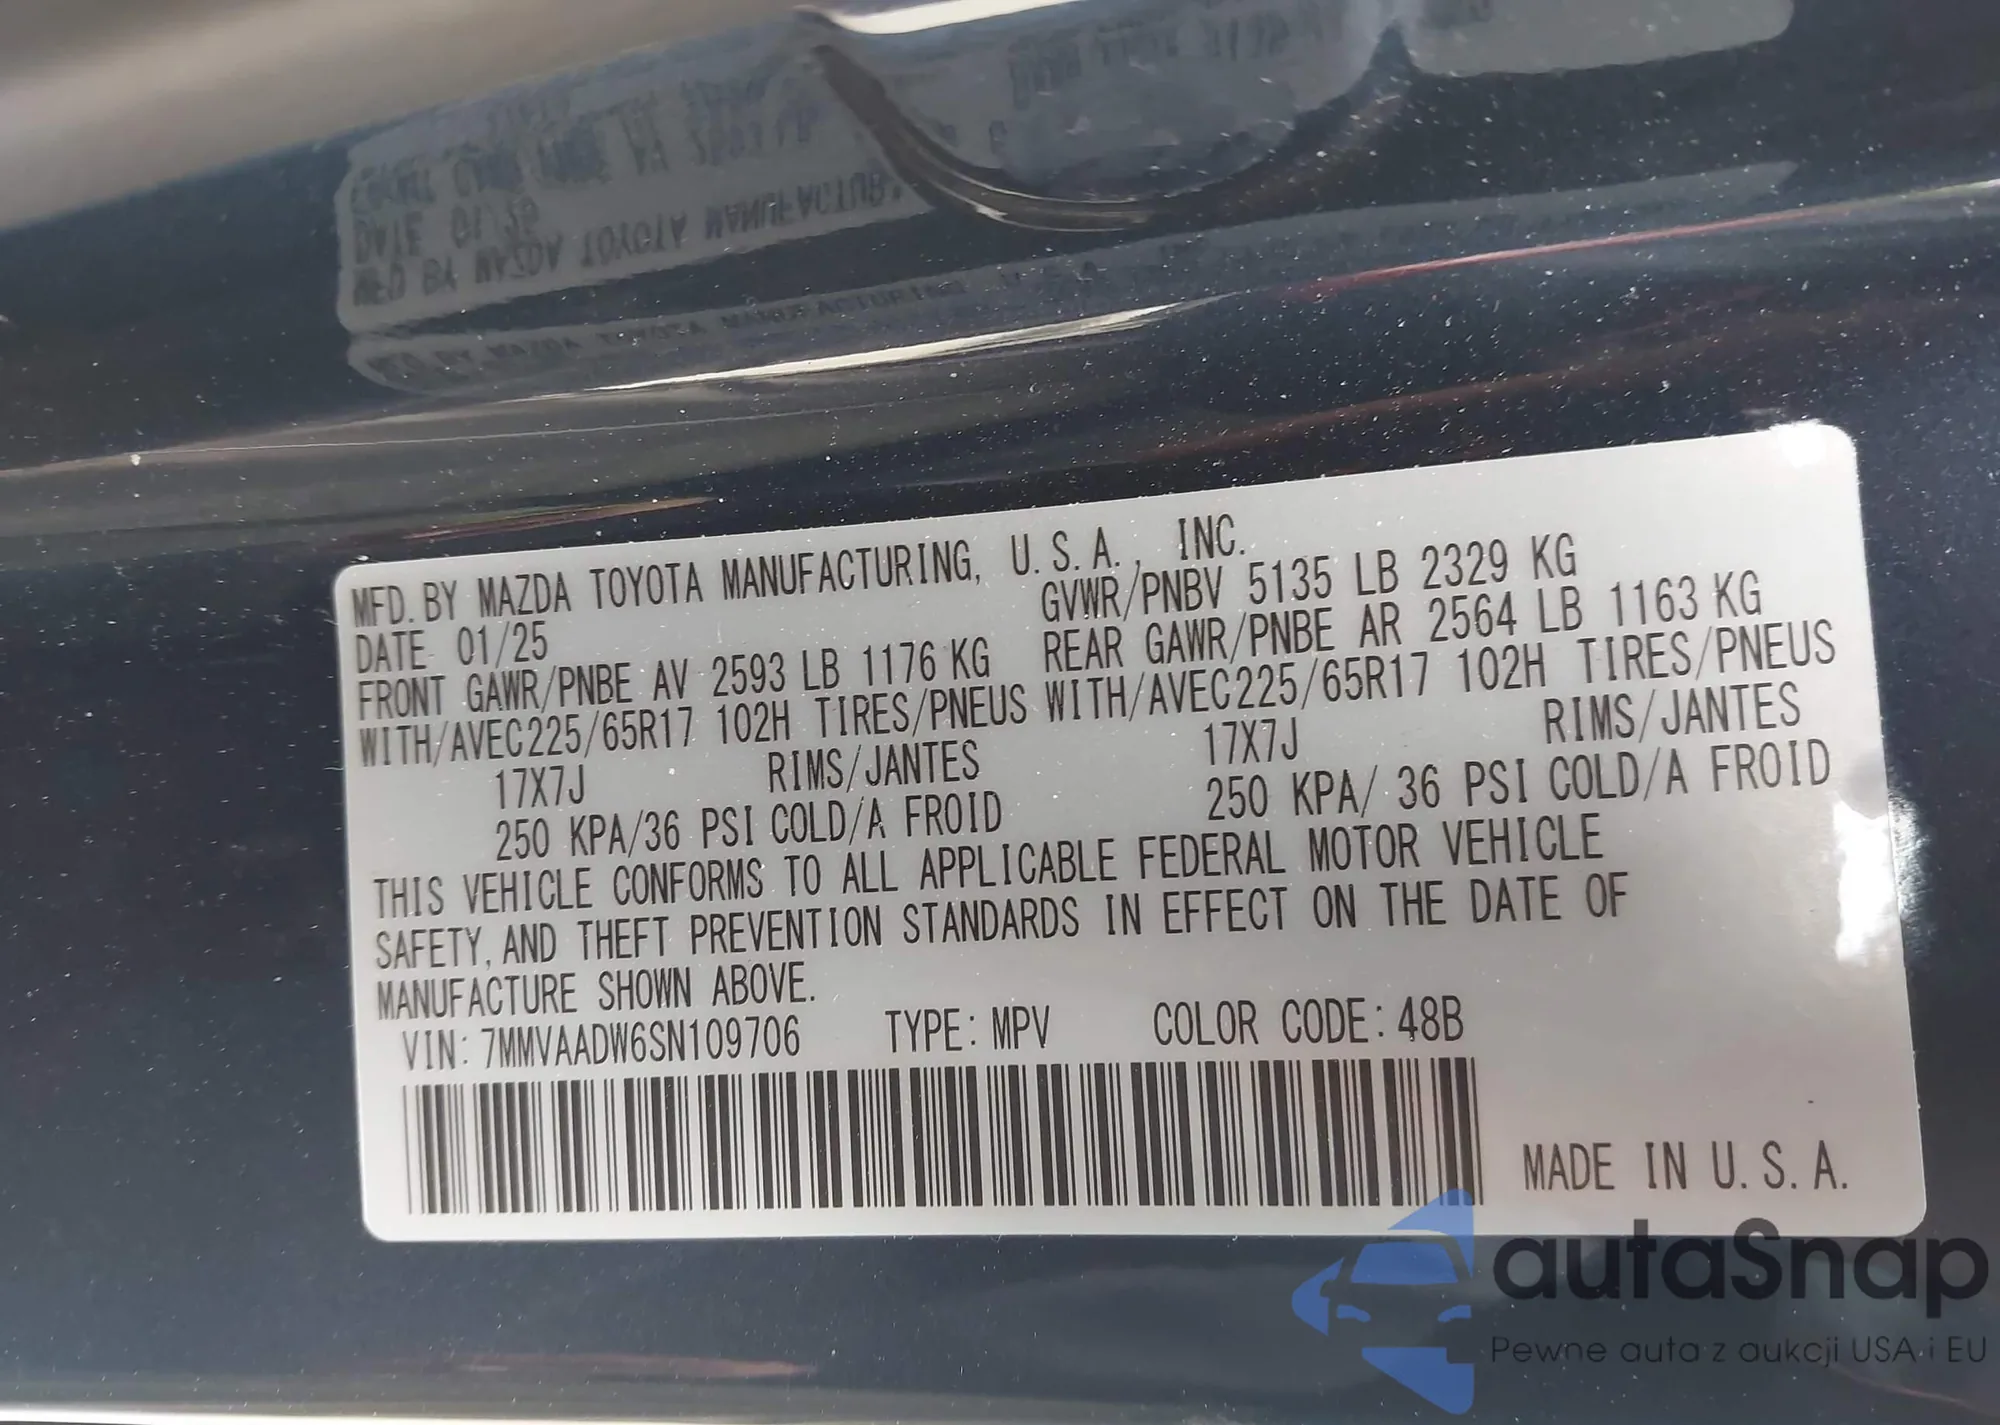 MFD. BY MAZDA TOYOTA MANUFACTURING, U.S.A., INC.
DATE 01/25 GVWR/PNBV 5135 LB 2329 KG
FRONT GAWR/PNBE AV 2593 LB 1176 KG REAR GAWR/PNBE AR 2564 LB 1163 KG
WITH/AVEC225/65R17 102H TIRES/PNEUS WITH/AVEC225/65R17 102H TIRES/PNEUS
17X7J RIMS/JANTES 17X7J RIMS/JANTES
250 KPA/36 PSI COLD/A FROID 250 KPA/ 36 PSI COLD/A FROID
THIS VEHICLE CONFORMS TO ALL APPLICABLE FEDERAL MOTOR VEHICLE
SAFETY, AND THEFT PREVENTION STANDARDS IN EFFECT ON THE DATE OF
MANUFACTURE SHOWN ABOVE.
VIN: 7MMVAADW6SN109706 TYPE: MPV COLOR CODE: 48B
MADE IN U.S.A.
autaSnap
Pewne auta z aukcji USA i EU